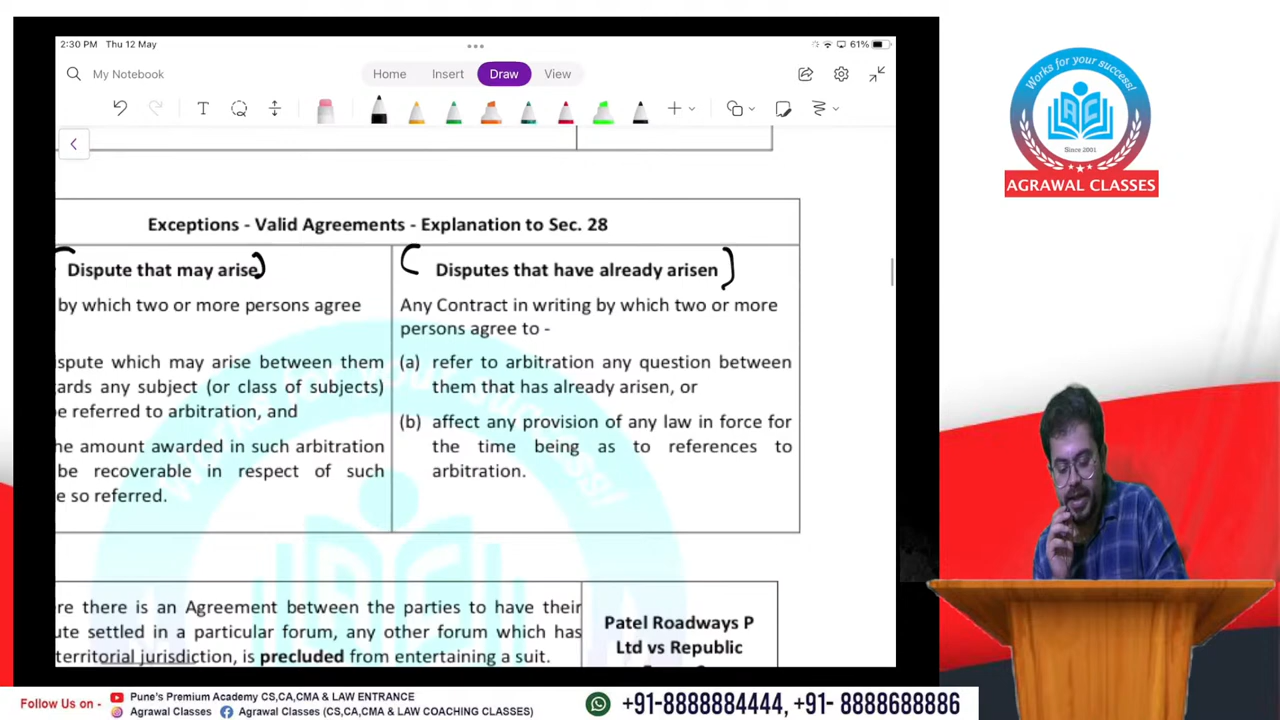 2:30 PM Thu 12 May
61%
My Notebook
Home Insert Draw View
Exceptions - Valid Agreements - Explanation to Sec. 28
Dispute that may arise
by which two or more persons agree
spute which may arise between them
ards any subject (or class of subjects)
e referred to arbitration, and
he amount awarded in such arbitration
be recoverable in respect of such
e so referred.
Disputes that have already arisen
Any Contract in writing by which two or more
persons agree to -
(a) refer to arbitration any question between
them that has already arisen, or
(b) affect any provision of any law in force for
the time being as to references to
arbitration.
re there is an Agreement between the parties to have their
ute settled in a particular forum, any other forum which has
territorial jurisdiction, is precluded from entertaining a suit.
Patel Roadways P
Ltd vs Republic
Works for your success!
AC
Since 2001
AGRAWAL CLASSES
Follow Us on -
Pune's Premium Academy CS,CA,CMA & LAW ENTRANCE
Agrawal Classes
Agrawal Classes (CS,CA,CMA & LAW COACHING CLASSES)
+91-8888884444, +91- 8888688886